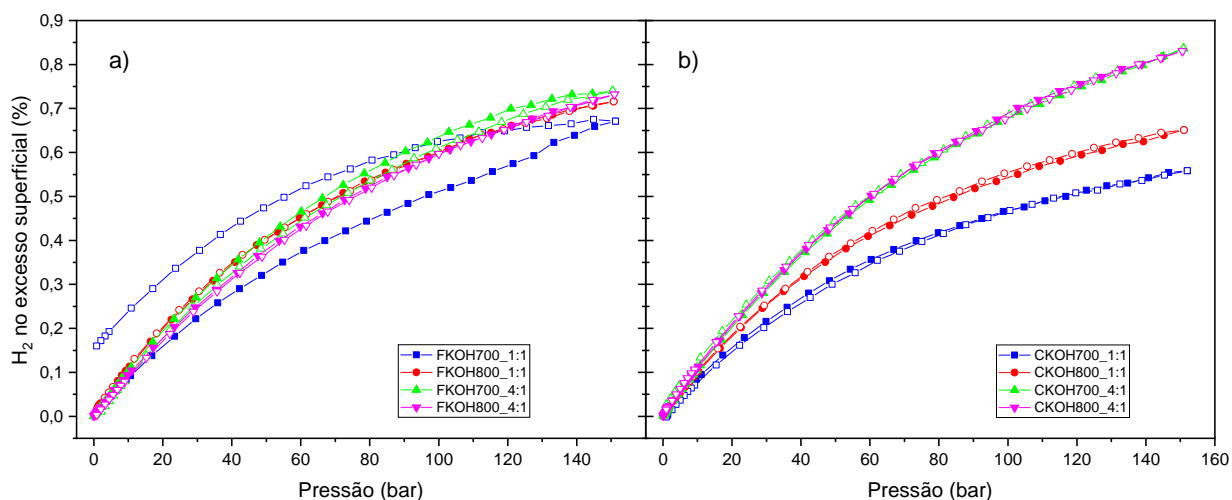 a)
H2 no excesso superficial (%)
0,9
0,8
0,7
0,6
0,5
0,4
0,3
0,2
0,1
0,0
FKOH700_1:1
FKOH800_1:1
FKOH700_4:1
FKOH800_4:1
0 20 40 60 80 100 120 140
Pressão (bar)
b)
CKOH700_1:1
CKOH800_1:1
CKOH700_4:1
CKOH800_4:1
0 20 40 60 80 100 120 140 160
Pressão (bar)